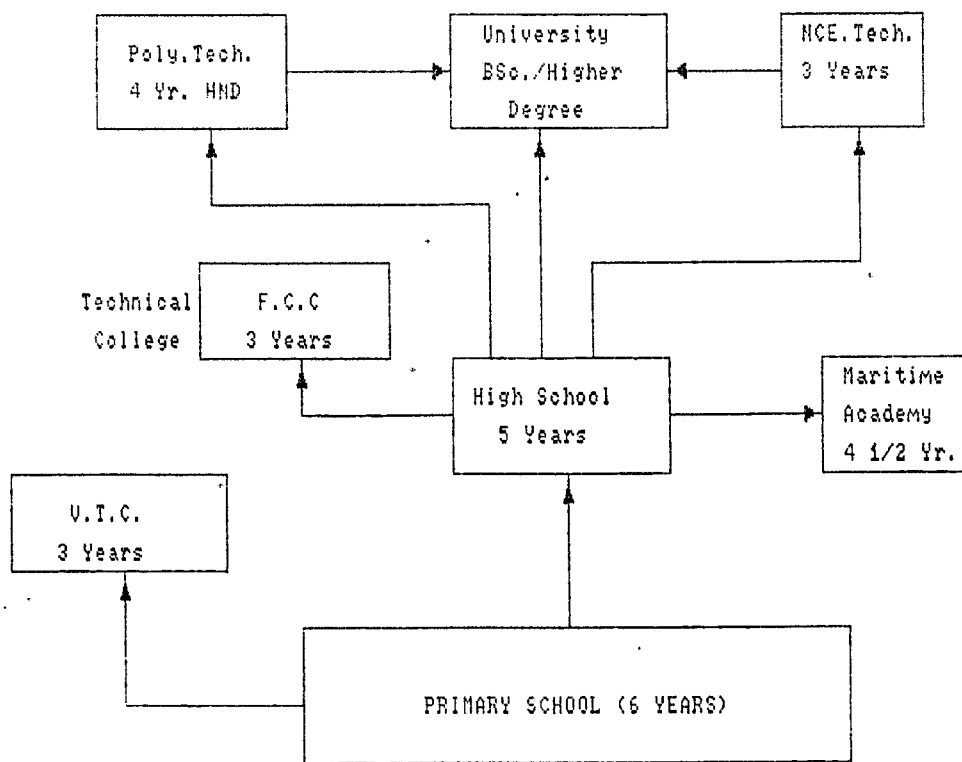 Poly.Tech.
4 Yr. HND
University
BSc./Higher
Degree
NCE.Tech.
3 Years
Technical
College
F.C.C
3 Years
High School
5 Years
Maritime
Academy
4 1/2 Yr.
V.T.C.
3 Years
PRIMARY SCHOOL (6 YEARS)